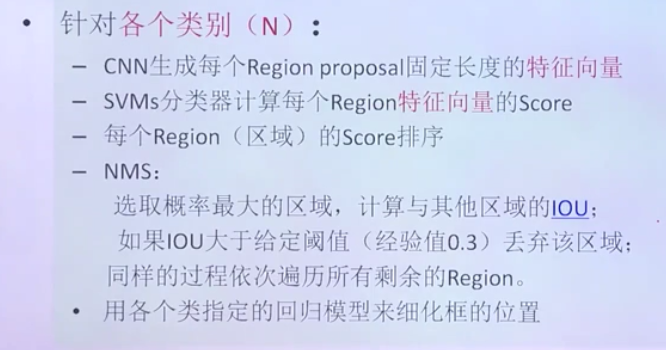 • 针对各个类别（N）：
– CNN生成每个Region proposal固定长度的特征向量
– SVMs分类器计算每个Region特征向量的Score
– 每个Region（区域）的Score排序
– NMS：
选取概率最大的区域，计算与其他区域的IOU；
如果IOU大于给定阈值（经验值0.3）丢弃该区域；
同样的过程依次遍历所有剩余的Region。
• 用各个类指定的回归模型来细化框的位置